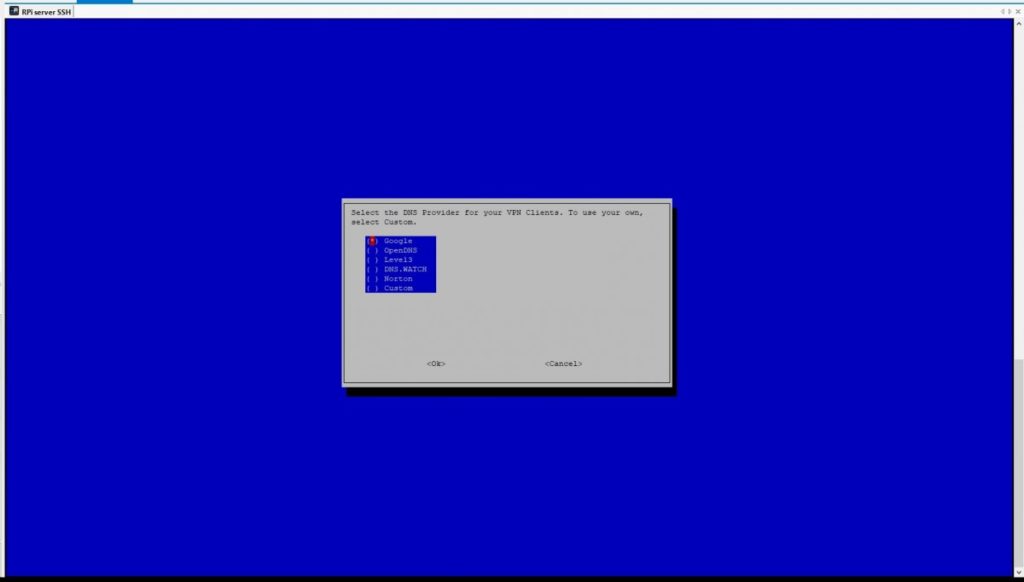 RPi server SSH
Select the DNS Provider for your VPN Clients. To use your own,
select Custom.
(*) Google
( ) OpenDNS
( ) Level3
( ) DNS.WATCH
( ) Norton
( ) Custom
<Ok> <Cancel>